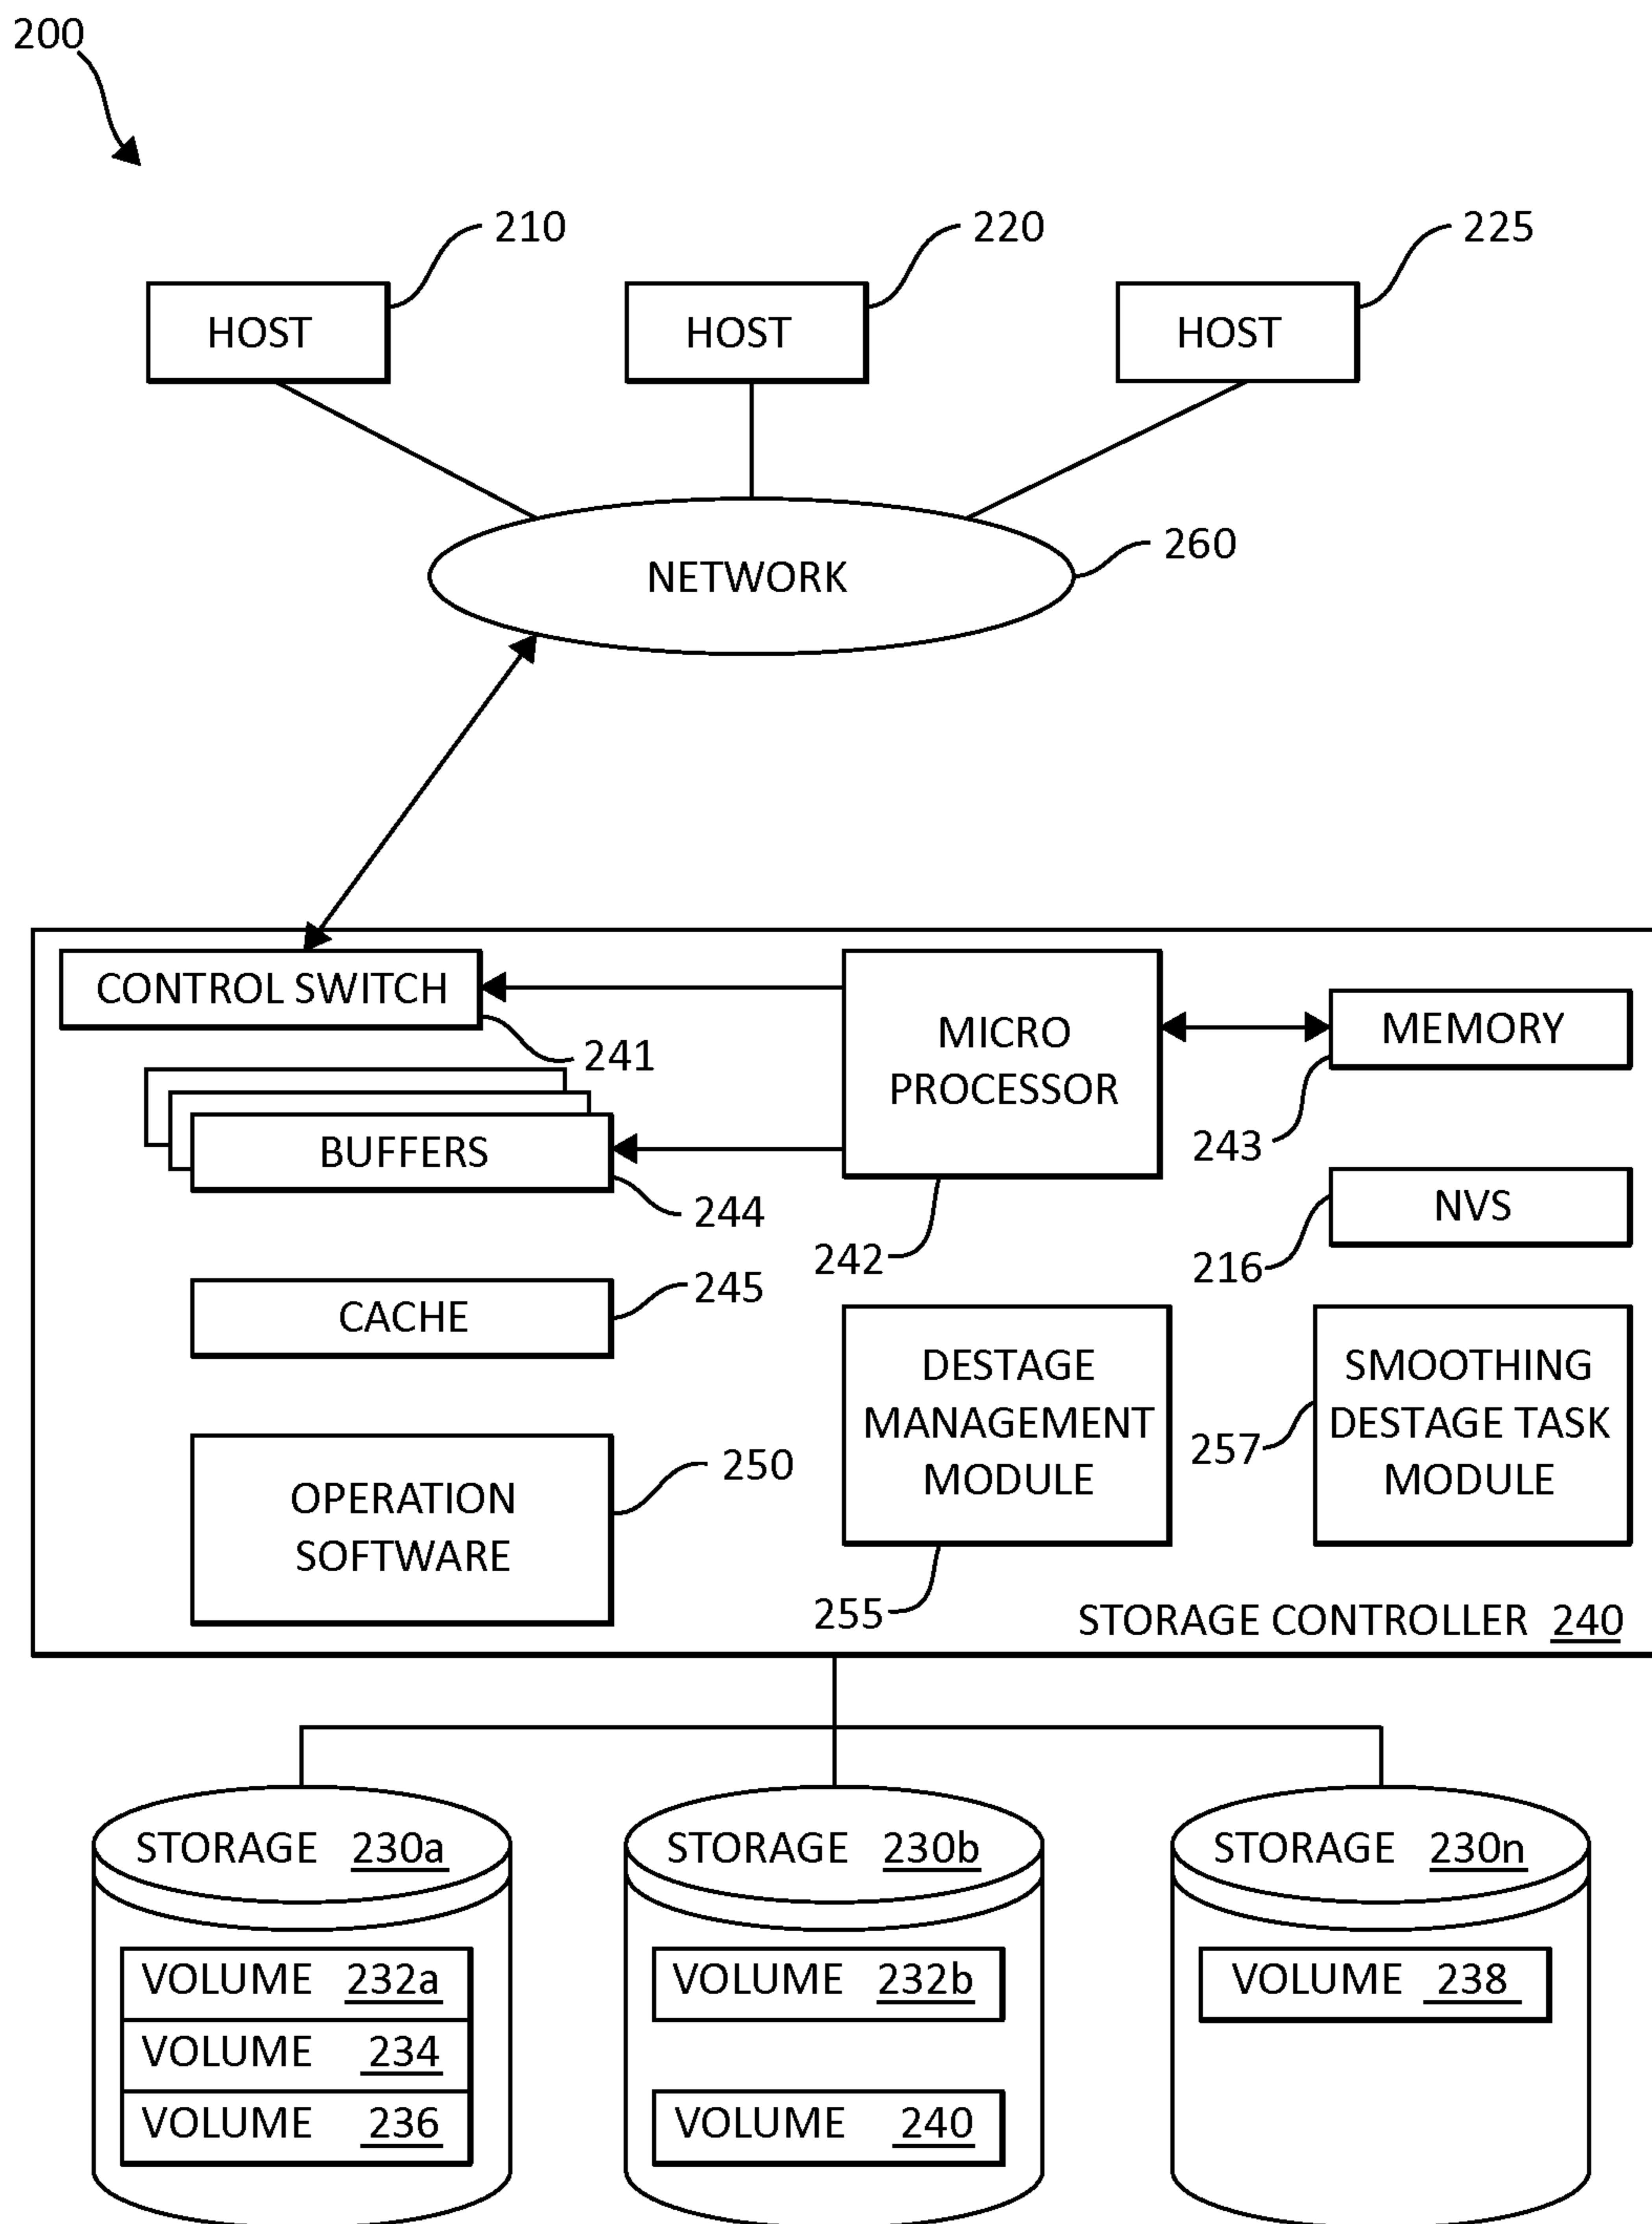 200
210
220
225
HOST
HOST
HOST
260
NETWORK
CONTROL SWITCH
241
MICRO
PROCESSOR
MEMORY
243
BUFFERS
244
242
NVS
216
245
CACHE
DESTAGE
MANAGEMENT
MODULE
255
SMOOTHING
DESTAGE TASK
MODULE
257
250
OPERATION
SOFTWARE
STORAGE CONTROLLER 240
STORAGE 230a
VOLUME 232a
VOLUME 234
VOLUME 236
STORAGE 230b
VOLUME 232b
VOLUME 240
STORAGE 230n
VOLUME 238